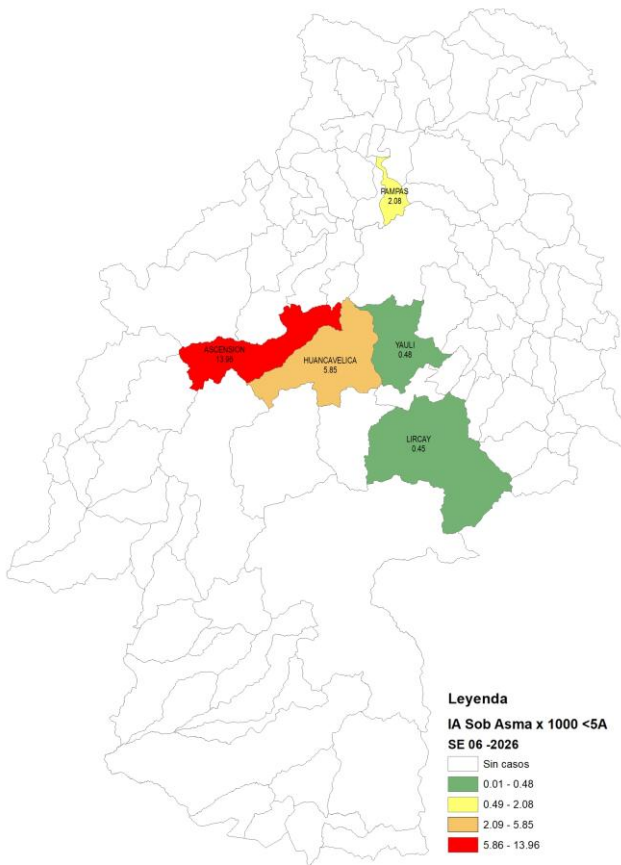 PAMPAS
2.08
ASCENSION
13.96
HUANCAVELICA
5.85
YAULI
0.48
LIRCAY
0.45
Leyenda
IA Sob Asma x 1000 <5A
SE 06 -2026
Sin casos
0.01 - 0.48
0.49 - 2.08
2.09 - 5.85
5.86 - 13.96